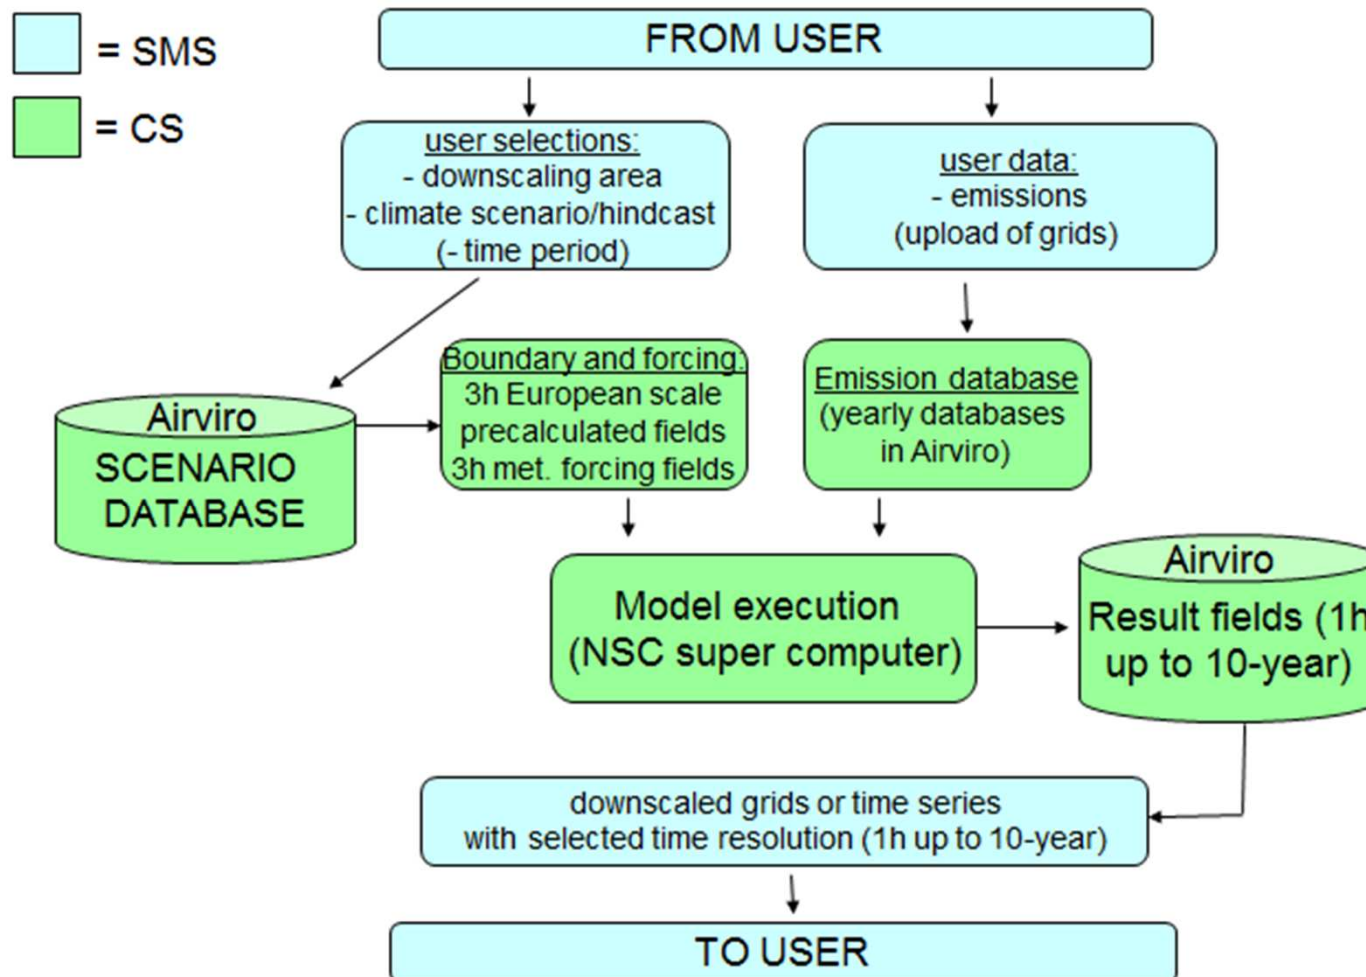 = SMS
= CS
FROM USER
user selections:
- downscaling area
- climate scenario/hindcast
(- time period)
user data:
- emissions
(upload of grids)
Airviro
SCENARIO
DATABASE
Boundary and forcing:
3h European scale
precalculated fields
3h met. forcing fields
Emission database
(yearly databases
in Airviro)
Model execution
(NSC super computer)
Airviro
Result fields (1h
up to 10-year)
downscaled grids or time series
with selected time resolution (1h up to 10-year)
TO USER